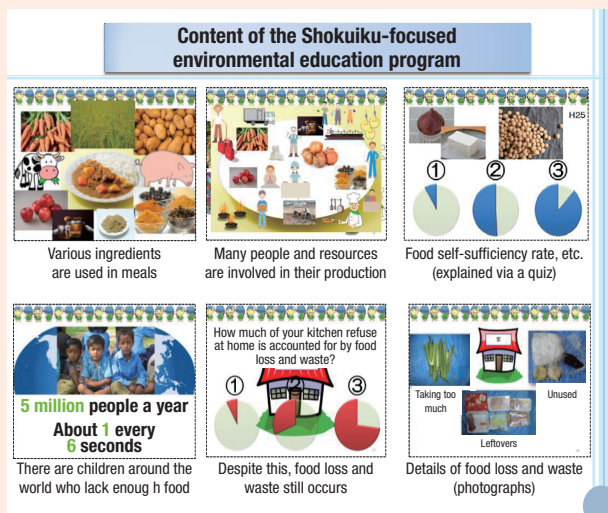 Content of the Shokuiku-focused
environmental education program
Various ingredients
are used in meals
Many people and resources
are involved in their production
H25
① ② ③
Food self-sufficiency rate, etc.
(explained via a quiz)
5 million people a year
About 1 every
6 seconds
There are children around the
world who lack enoug h food
How much of your kitchen refuse
at home is accounted for by food
loss and waste?
① ② ③
Despite this, food loss and
waste still occurs
Taking too
much
Unused
Leftovers
Details of food loss and waste
(photographs)